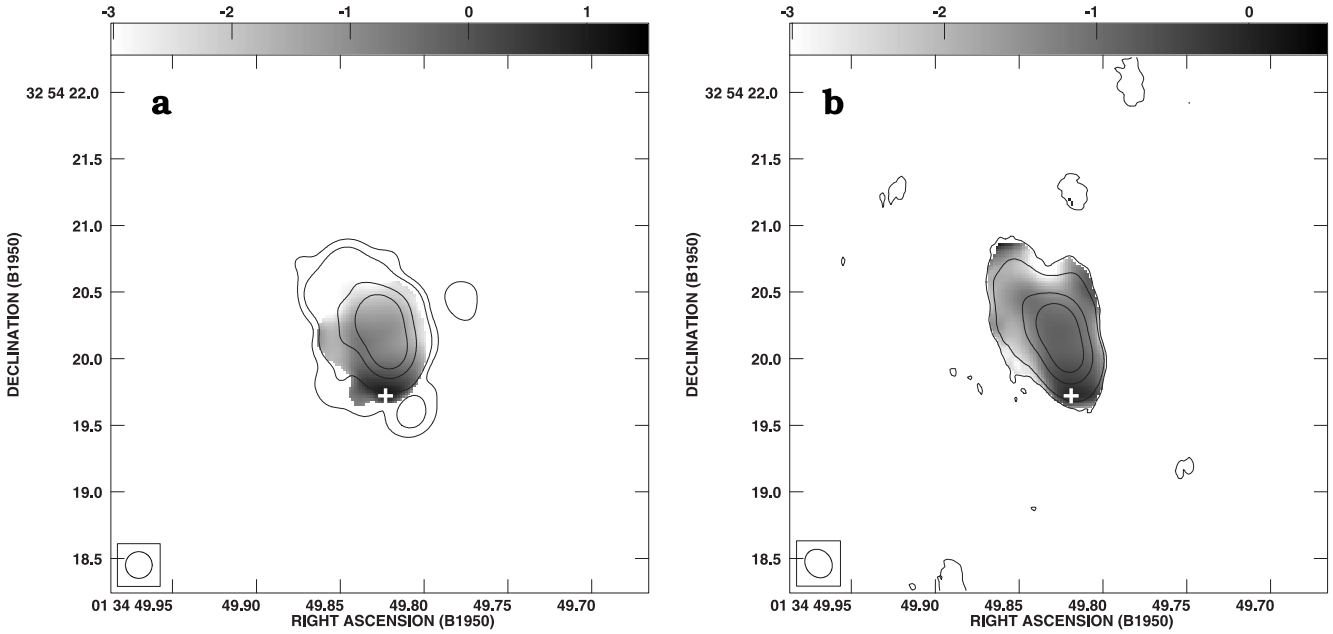 -3 -2 -1 0 1
a
32 54 22.0
21.5
21.0
20.5
20.0
19.5
19.0
18.5
DECLINATION (B1950)
01 34 49.95 49.90 49.85 49.80 49.75 49.70
RIGHT ASCENSION (B1950)
-3 -2 -1 0
b
32 54 22.0
21.5
21.0
20.5
20.0
19.5
19.0
18.5
DECLINATION (B1950)
01 34 49.95 49.90 49.85 49.80 49.75 49.70
RIGHT ASCENSION (B1950)